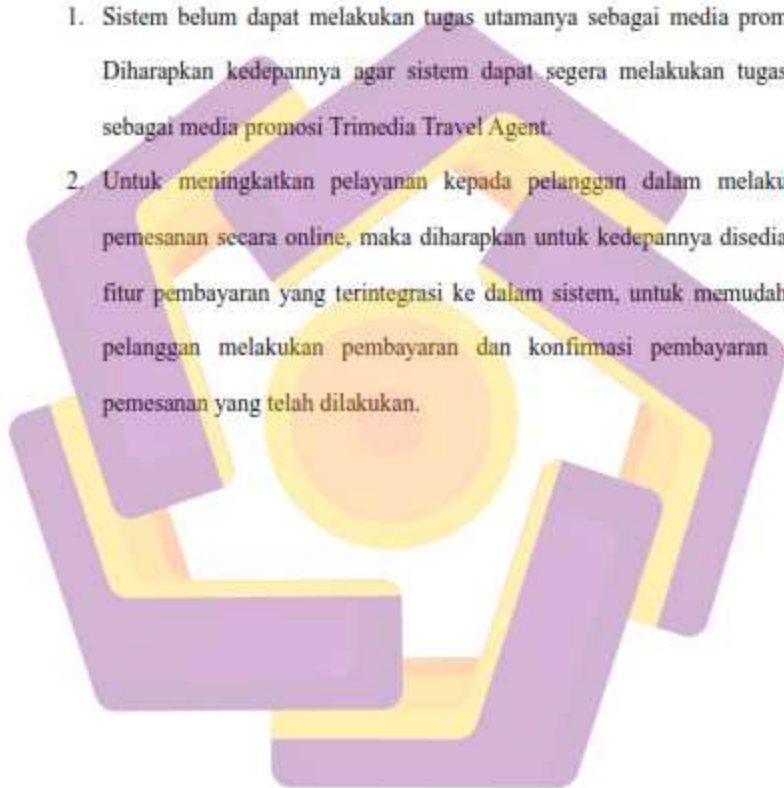 1. Sistem belum dapat melakukan tugas utamanya sebagai media prom
Diharapkan kedepannya agar sistem dapat segera melakukan tugas
sebagai media promosi Trimedia Travel Agent.
2. Untuk meningkatkan pelayanan kepada pelanggan dalam melaku
pemesanan secara online, maka diharapkan untuk kedepannya disedia
fitur pembayaran yang terintegrasi ke dalam sistem, untuk memudah
pelanggan melakukan pembayaran dan konfirmasi pembayaran
pemesanan yang telah dilakukan.